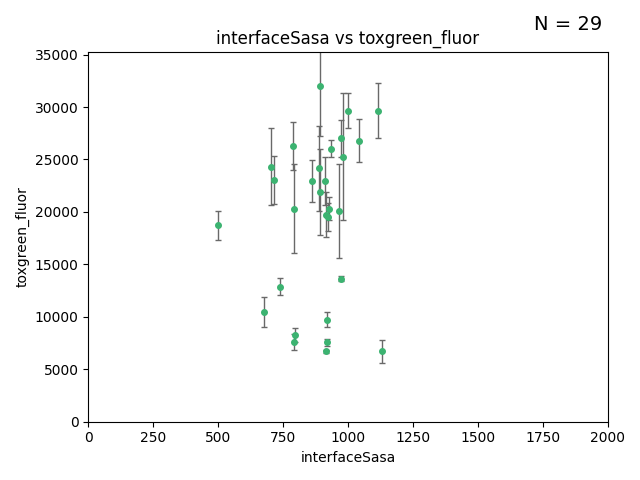 N = 29
interfaceSasa vs toxgreen_fluor
35000
30000
25000
20000
15000
10000
5000
0
toxgreen_fluor
0 250 500 750 1000 1250 1500 1750 2000
interfaceSasa